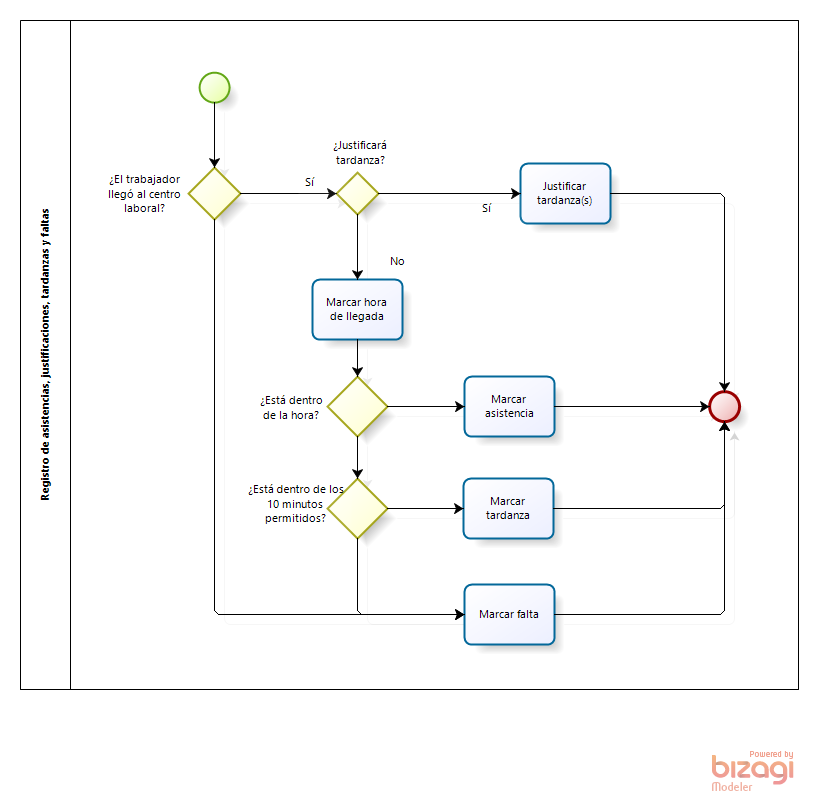 Registro de asistencias, justificaciones, tardanzas y faltas
¿El trabajador
llegó al centro
laboral?
Sí
¿Justificará
tardanza?
Sí
Justificar
tardanza(s)
No
Marcar hora
de llegada
¿Está dentro
de la hora?
Marcar
asistencia
¿Está dentro de los
10 minutos
permitidos?
Marcar
tardanza
Marcar falta
Powered by
bizagi
Modeler